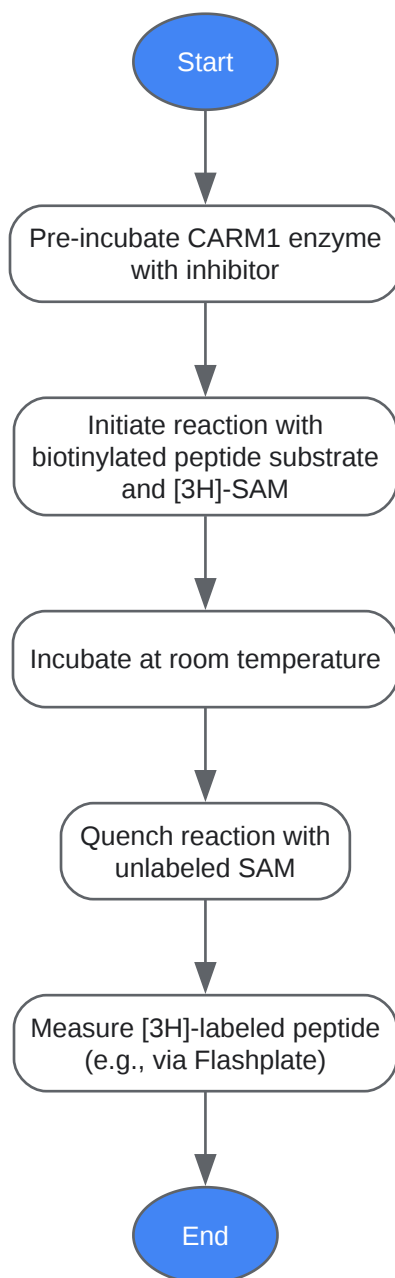 Start
Pre-incubate CARM1 enzyme
with inhibitor
Initiate reaction with
biotinylated peptide substrate
and [3H]-SAM
Incubate at room temperature
Quench reaction with
unlabeled SAM
Measure [3H]-labeled peptide
(e.g., via Flashplate)
End